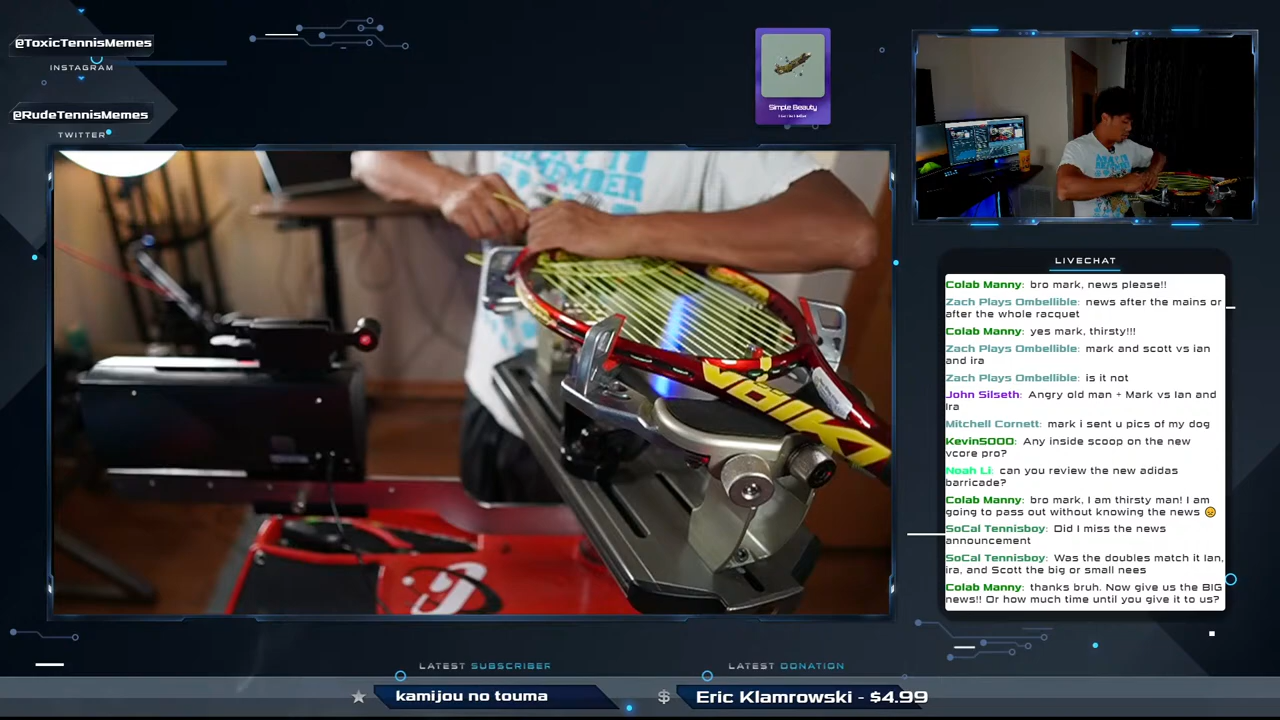 @ToxicTennisMemes
INSTAGRAM
@RudeTennisMemes
TWITTER
Simple Beauty
LIVECHAT
Colab Manny: bro mark, news please!!
Zach Plays Ombellible: news after the mains or
after the whole racquet
Colab Manny: yes mark, thirsty!!!
Zach Plays Ombellible: mark and scott vs ian
and ira
Zach Plays Ombellible: is it not
John Silseth: Angry old man + Mark vs Ian and
Ira
Mitchell Cornett: mark i sent u pics of my dog
Kevin5000: Any inside scoop on the new
vcore pro?
Noah Li: can you review the new adidas
barricade?
Colab Manny: bro mark, I am thirsty man! I am
going to pass out without knowing the news 😖
SoCal Tennisboy: Did I miss the news
announcement
SoCal Tennisboy: Was the doubles match it Ian,
ira, and Scott the big or small nees
Colab Manny: thanks bruh. Now give us the BIG
news!! Or how much time until you give it to us?
VOLKL
LATEST SUBSCRIBER
kamijou no touma
LATEST DONATION
$ Eric Klamrowski - $4.99